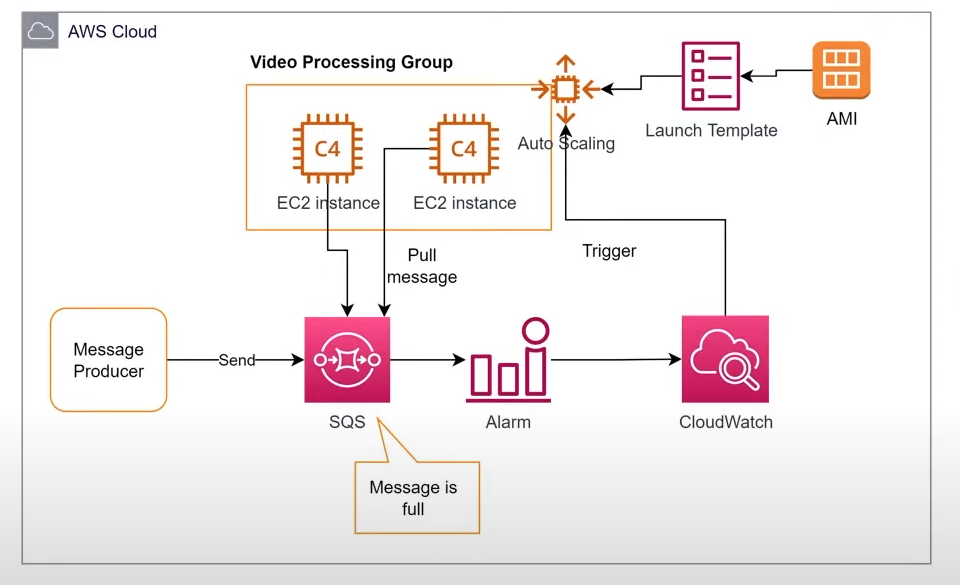 AWS Cloud
Video Processing Group
C4
C4
EC2 instance
EC2 instance
Auto Scaling
Launch Template
AMI
Pull
message
Trigger
Message
Producer
Send
SQS
Alarm
CloudWatch
Message is
full